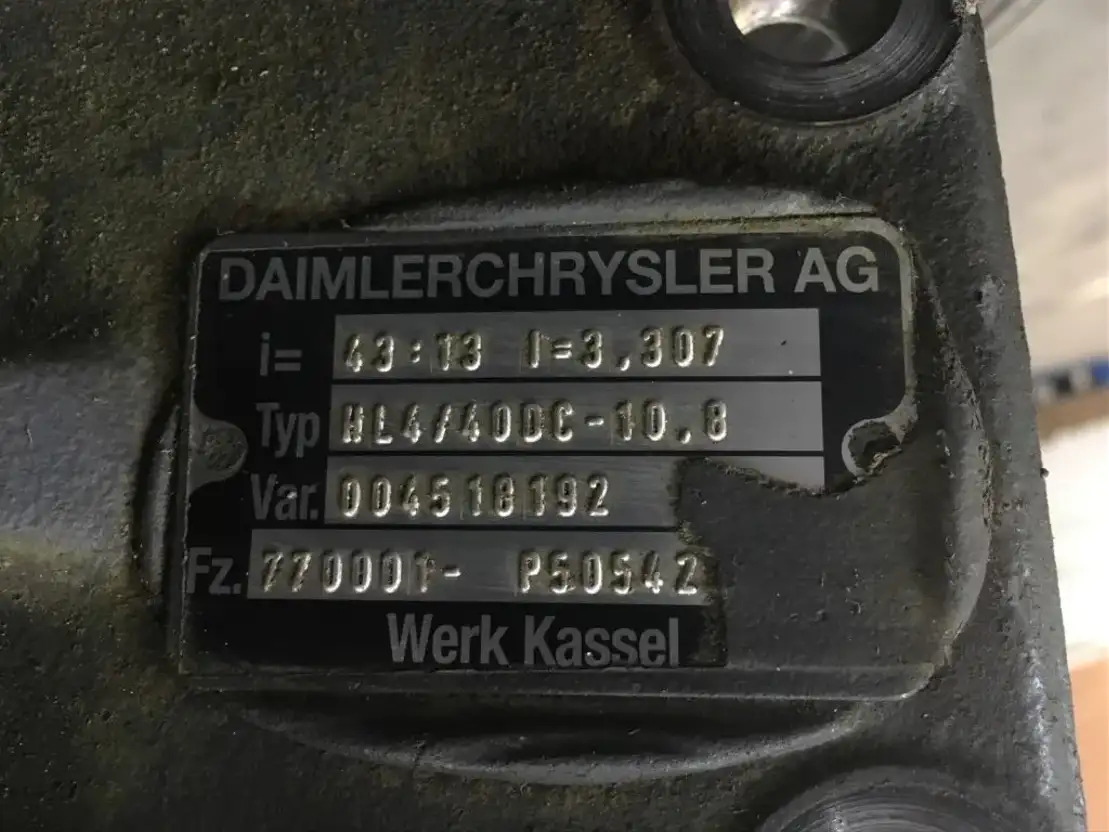 DAIMLERCHRYSLER AG
i= 43:13 I=3,307
Typ HL4/40DC-10,8
Var. 004518192
Fz. 770001- P50542
Werk Kassel